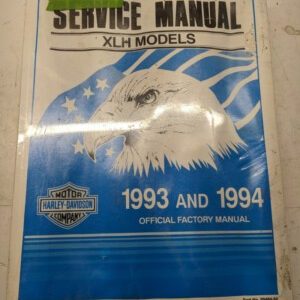 SERVICE MANUAL
XLH MODELS
MOTOR
HARLEY-DAVIDSON
COMPANY
1993 AND 1994
OFFICIAL FACTORY MANUAL